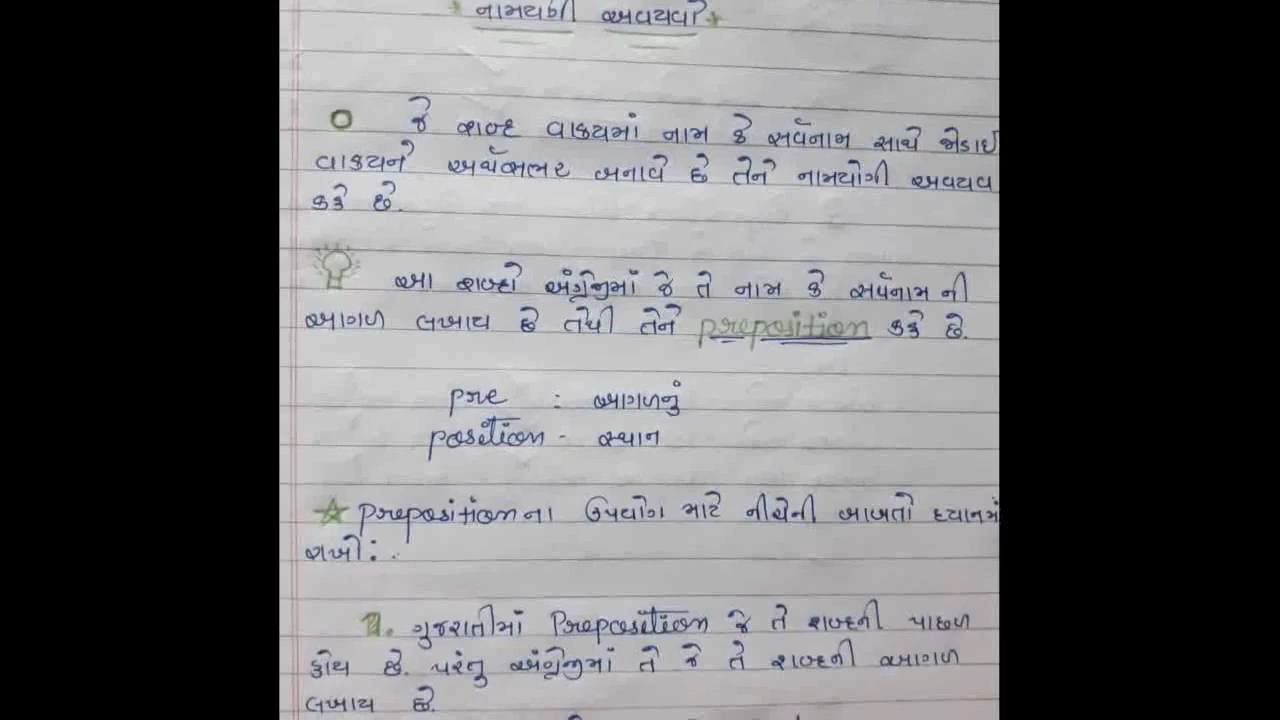 નામયોગી અવયવો
જે શબ્દ વાક્યમાં નામ કે સર્વનામ સાથે જોડાઈ
વાક્યને અર્થસભર બનાવે છે તેને નામયોગી અવયવ
કહે છે.
આ શબ્દો અંગ્રેજીમાં જે તે નામ કે સર્વનામ ની
આગળ લખાય છે તેથી તેને preposition કહે છે.
pre : આગળનું
position - સ્થાન
preposition ના ઉપયોગ માટે નીચેની બાબતો ધ્યાનમાં
રાખો :.
1. ગુજરાતીમાં Preposition જે તે શબ્દની પાછળ
હોય છે. પરંતુ અંગ્રેજીમાં તે જે તે શબ્દની આગળ
લખાય છે.